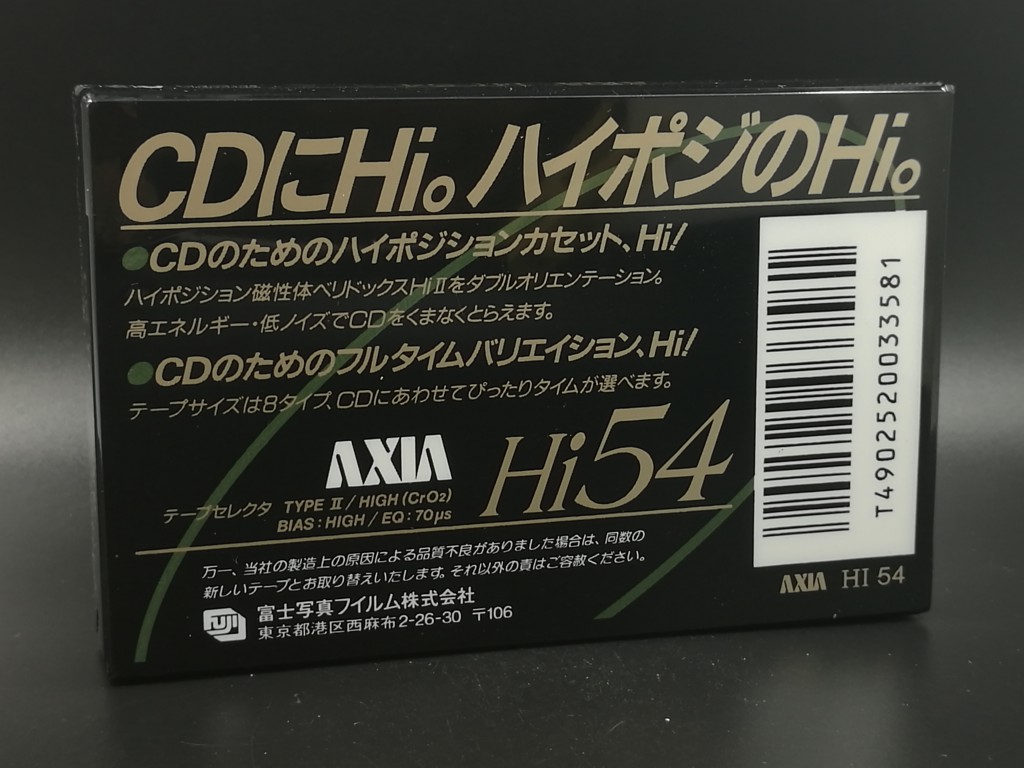 CDにHi。ハイポジのHi。
●CDのためのハイポジションカセット、Hi!
ハイポジション磁性体ベリドックスHiⅡをダブルオリエンテーション。
高エネルギー・低ノイズでCDをくまなくとらえます。
●CDのためのフルタイムバリエイション、Hi!
テープサイズは8タイプ、CDにあわせてぴったりタイムが選べます。
AXIA
Hi54
テープセレクタ TYPE Ⅱ/HIGH (CrO₂)
BIAS:HIGH/EQ:70μs
万一、当社の製造上の原因による品質不良がありました場合は、同数の
新しいテープとお取り替えいたします。それ以外の責はご容赦ください。
FUJI
富士写真フイルム株式会社
東京都港区西麻布2-26-30 〒106
T4902520033581
AXIA HI 54